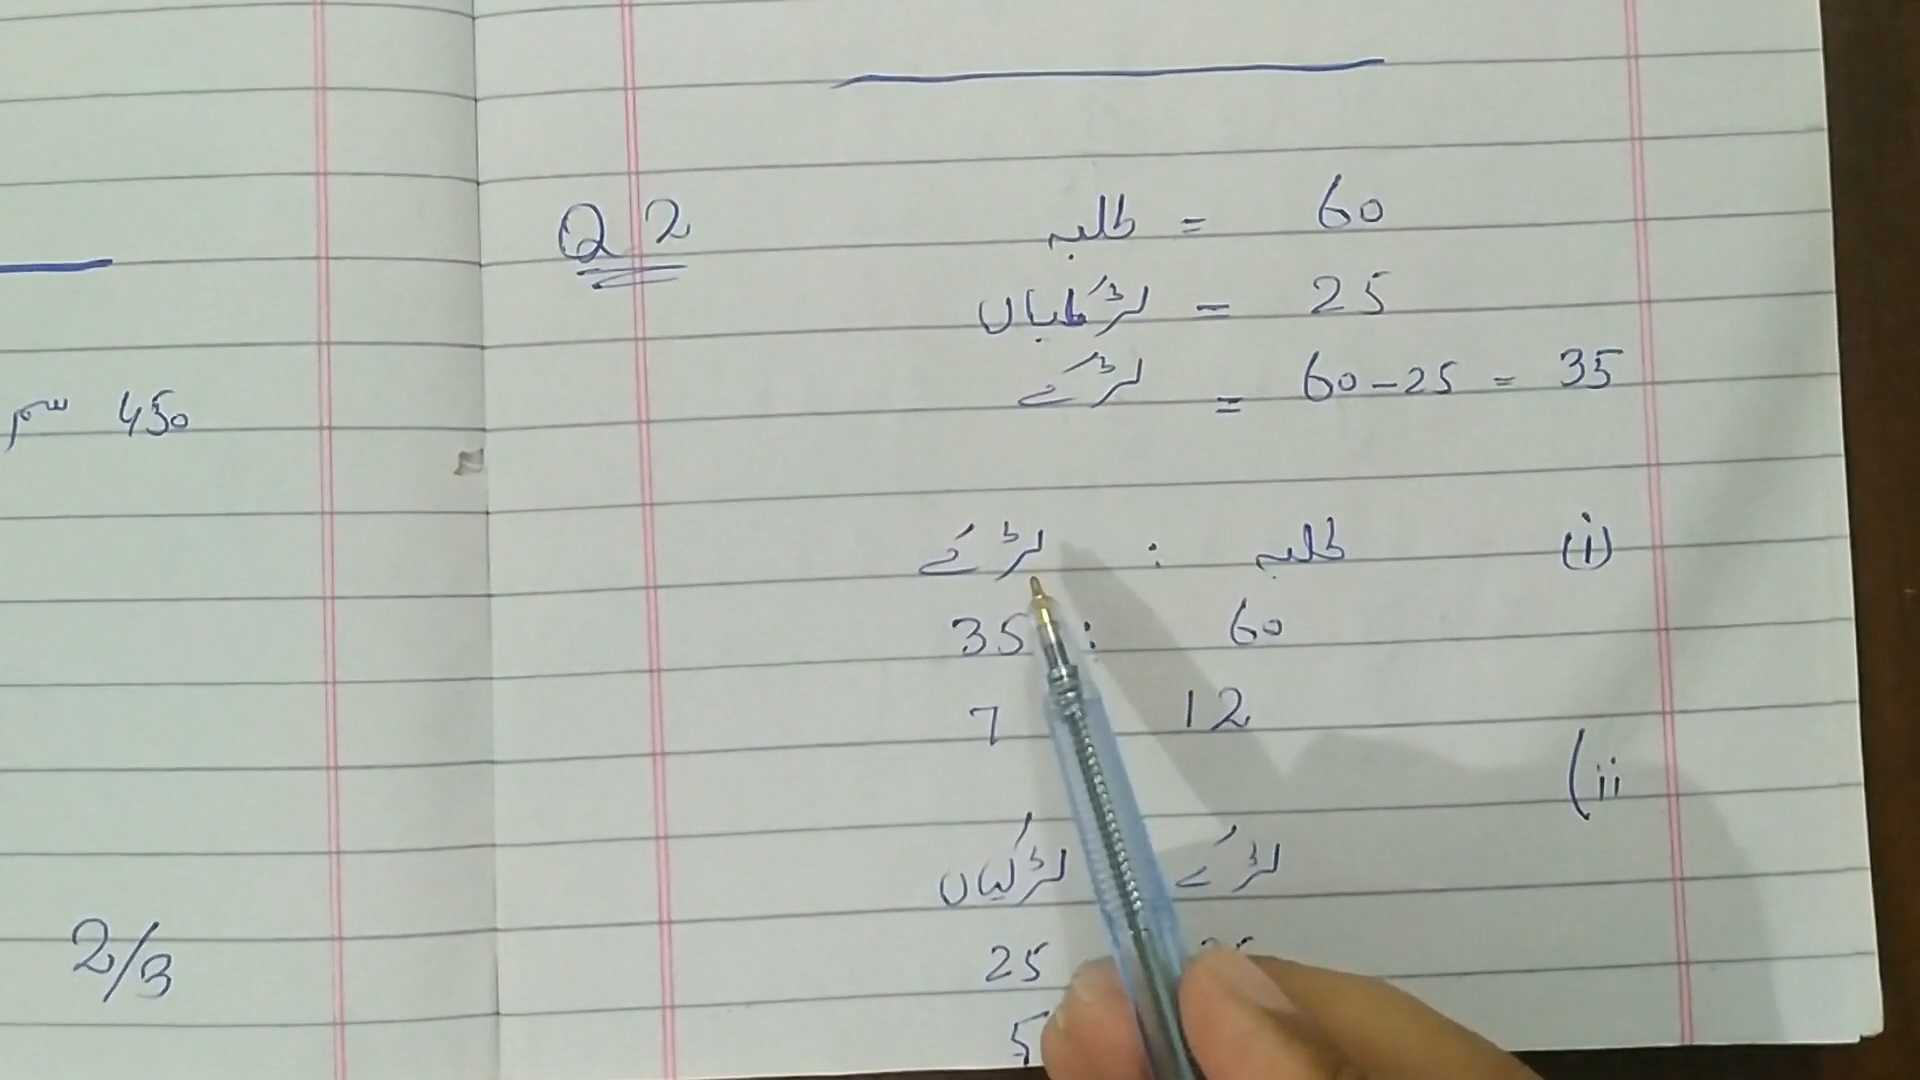 450 سم
2/3
Q 2
طلبہ = 60
لڑکیاں = 25
لڑکے = 60 - 25 = 35
(i) طلبہ : لڑکے
35 : 60
7 12
(ii
لڑکے لڑکیاں
25
5